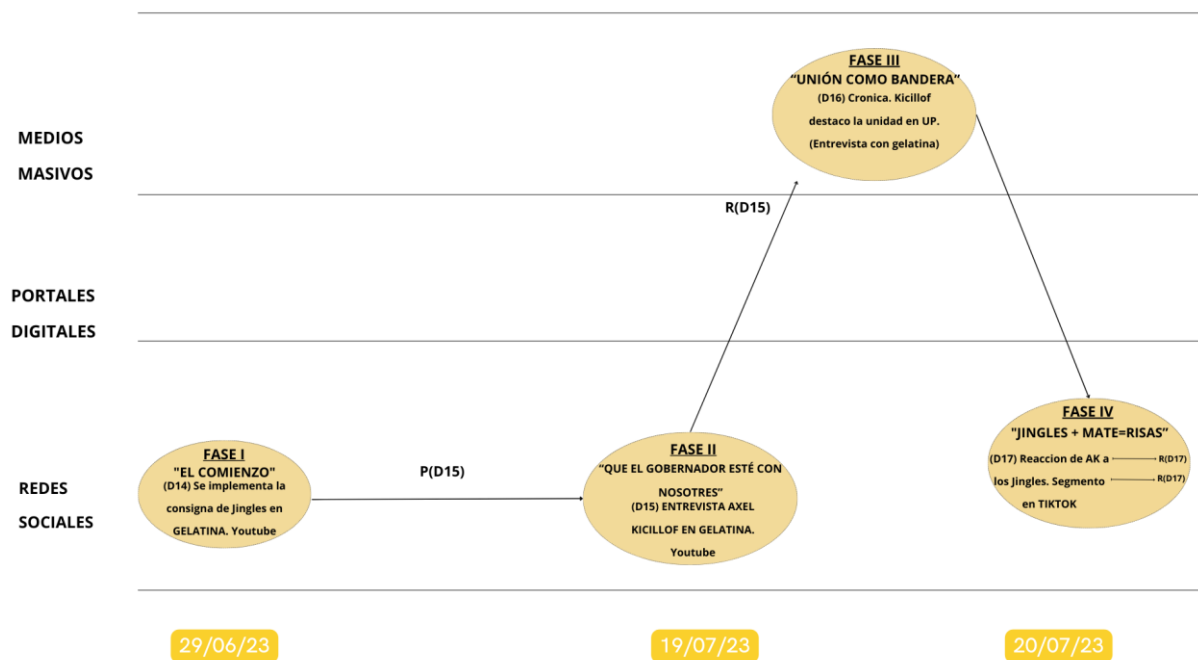 MEDIOS
MASIVOS
FASE III
“UNIÓN COMO BANDERA”
(D16) Cronica. Kicillof
destaco la unidad en UP.
(Entrevista con gelatina)
R(D15)
PORTALES
DIGITALES
REDES
SOCIALES
FASE I
"EL COMIENZO"
(D14) Se implementa la
consigna de Jingles en
GELATINA. Youtube
P(D15)
FASE II
“QUE EL GOBERNADOR ESTÉ CON
NOSOTRES”
(D15) ENTREVISTA AXEL
KICILLOF EN GELATINA.
Youtube
FASE IV
"JINGLES + MATE=RISAS”
(D17) Reaccion de AK a R(D17)
los Jingles. Segmento R(D17)
en TIKTOK
29/06/23
19/07/23
20/07/23